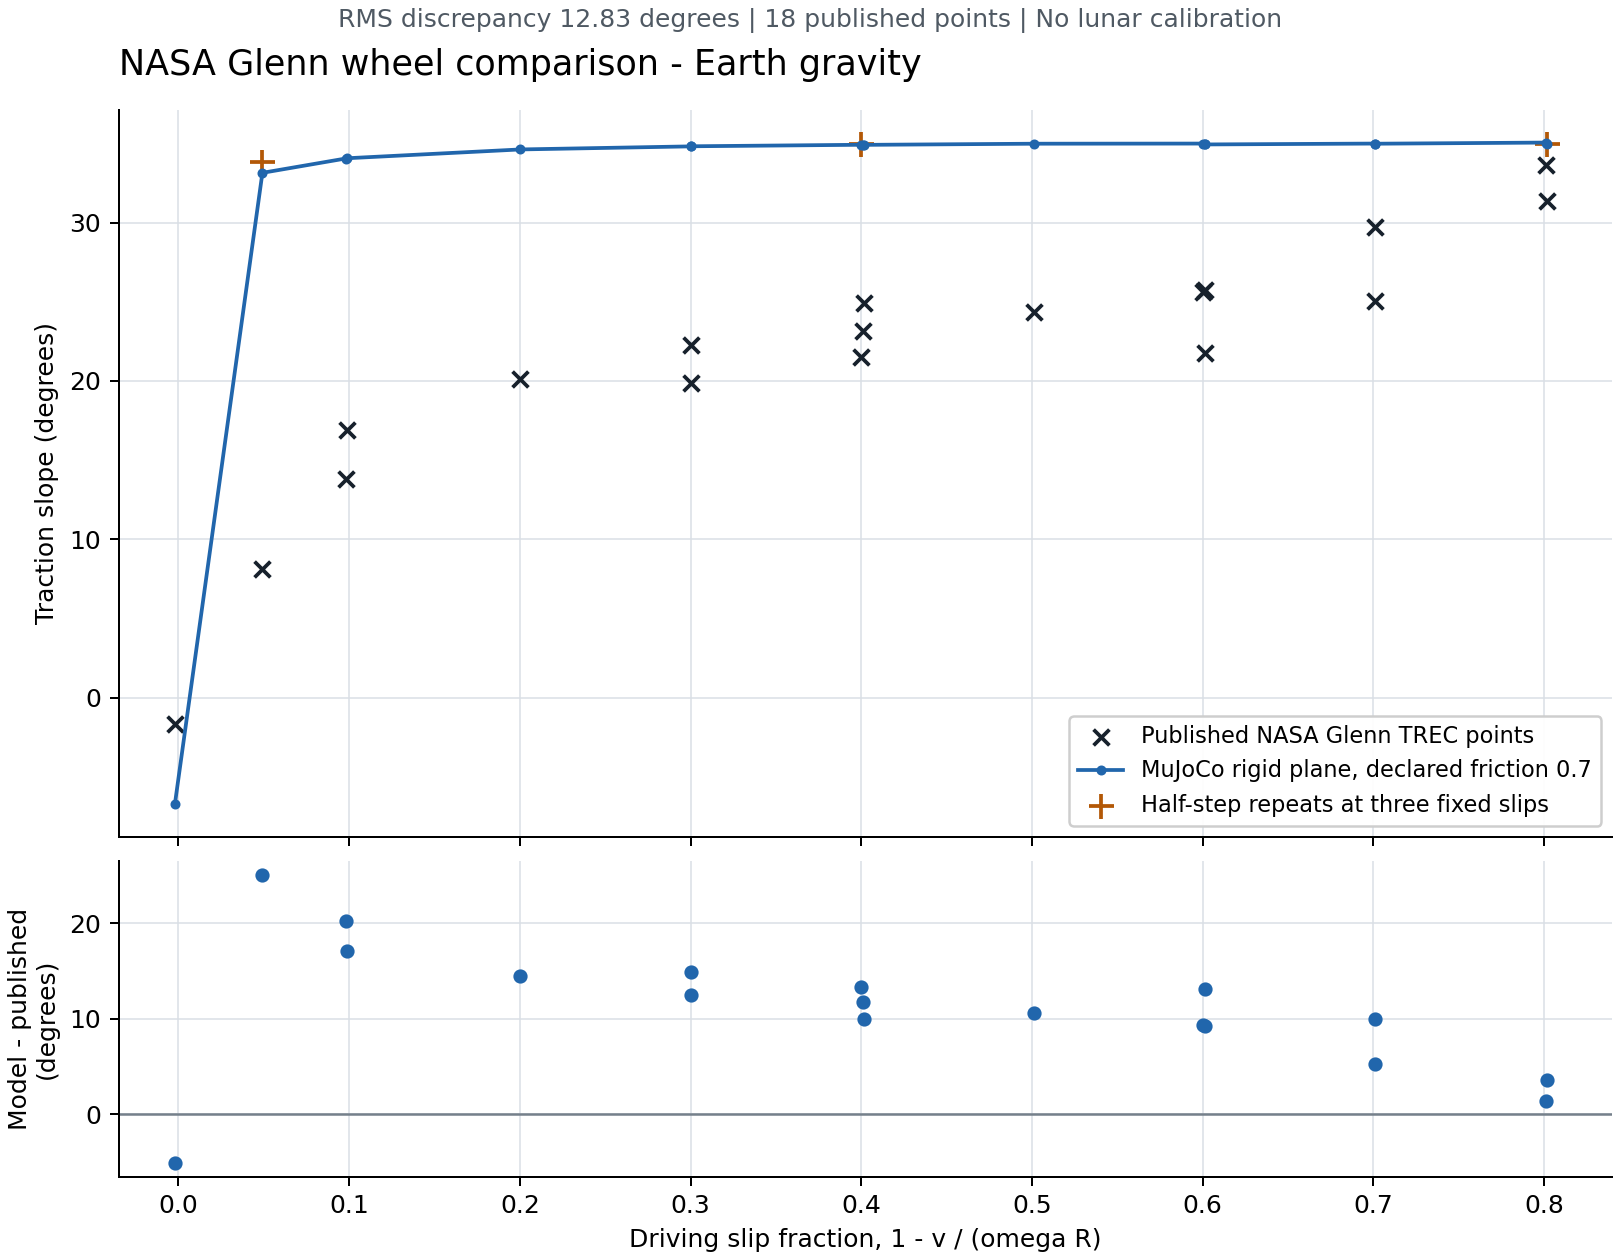 RMS discrepancy 12.83 degrees | 18 published points | No lunar calibration
NASA Glenn wheel comparison - Earth gravity
Traction slope (degrees)
30
20
10
0
Published NASA Glenn TREC points
MuJoCo rigid plane, declared friction 0.7
Half-step repeats at three fixed slips
Model - published
(degrees)
20
10
0
0.0 0.1 0.2 0.3 0.4 0.5 0.6 0.7 0.8
Driving slip fraction, 1 - v / (omega R)